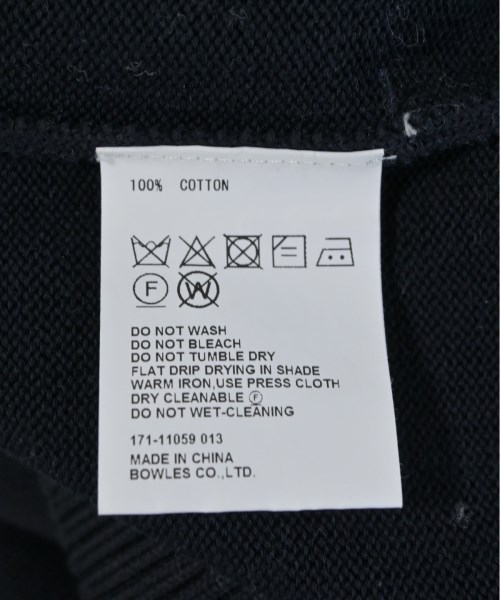 100% COTTON
F W
DO NOT WASH
DO NOT BLEACH
DO NOT TUMBLE DRY
FLAT DRIP DRYING IN SHADE
WARM IRON,USE PRESS CLOTH
DRY CLEANABLE Ⓕ
DO NOT WET-CLEANING
171-11059 013
MADE IN CHINA
BOWLES CO.,LTD.